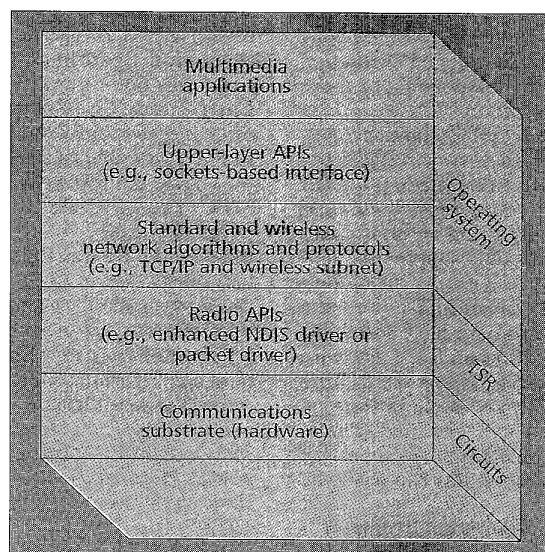 Multimedia
applications
Upper-layer APIs
(e.g., sockets-based interface)
Standard and wireless
network algorithms and protocols
(e.g., TCP/IP and wireless subnet)
Radio APIs
(e.g., enhanced NDIS driver or
packet driver)
Communications
substrate (hardware)
Operating
system
TSR
Circuits